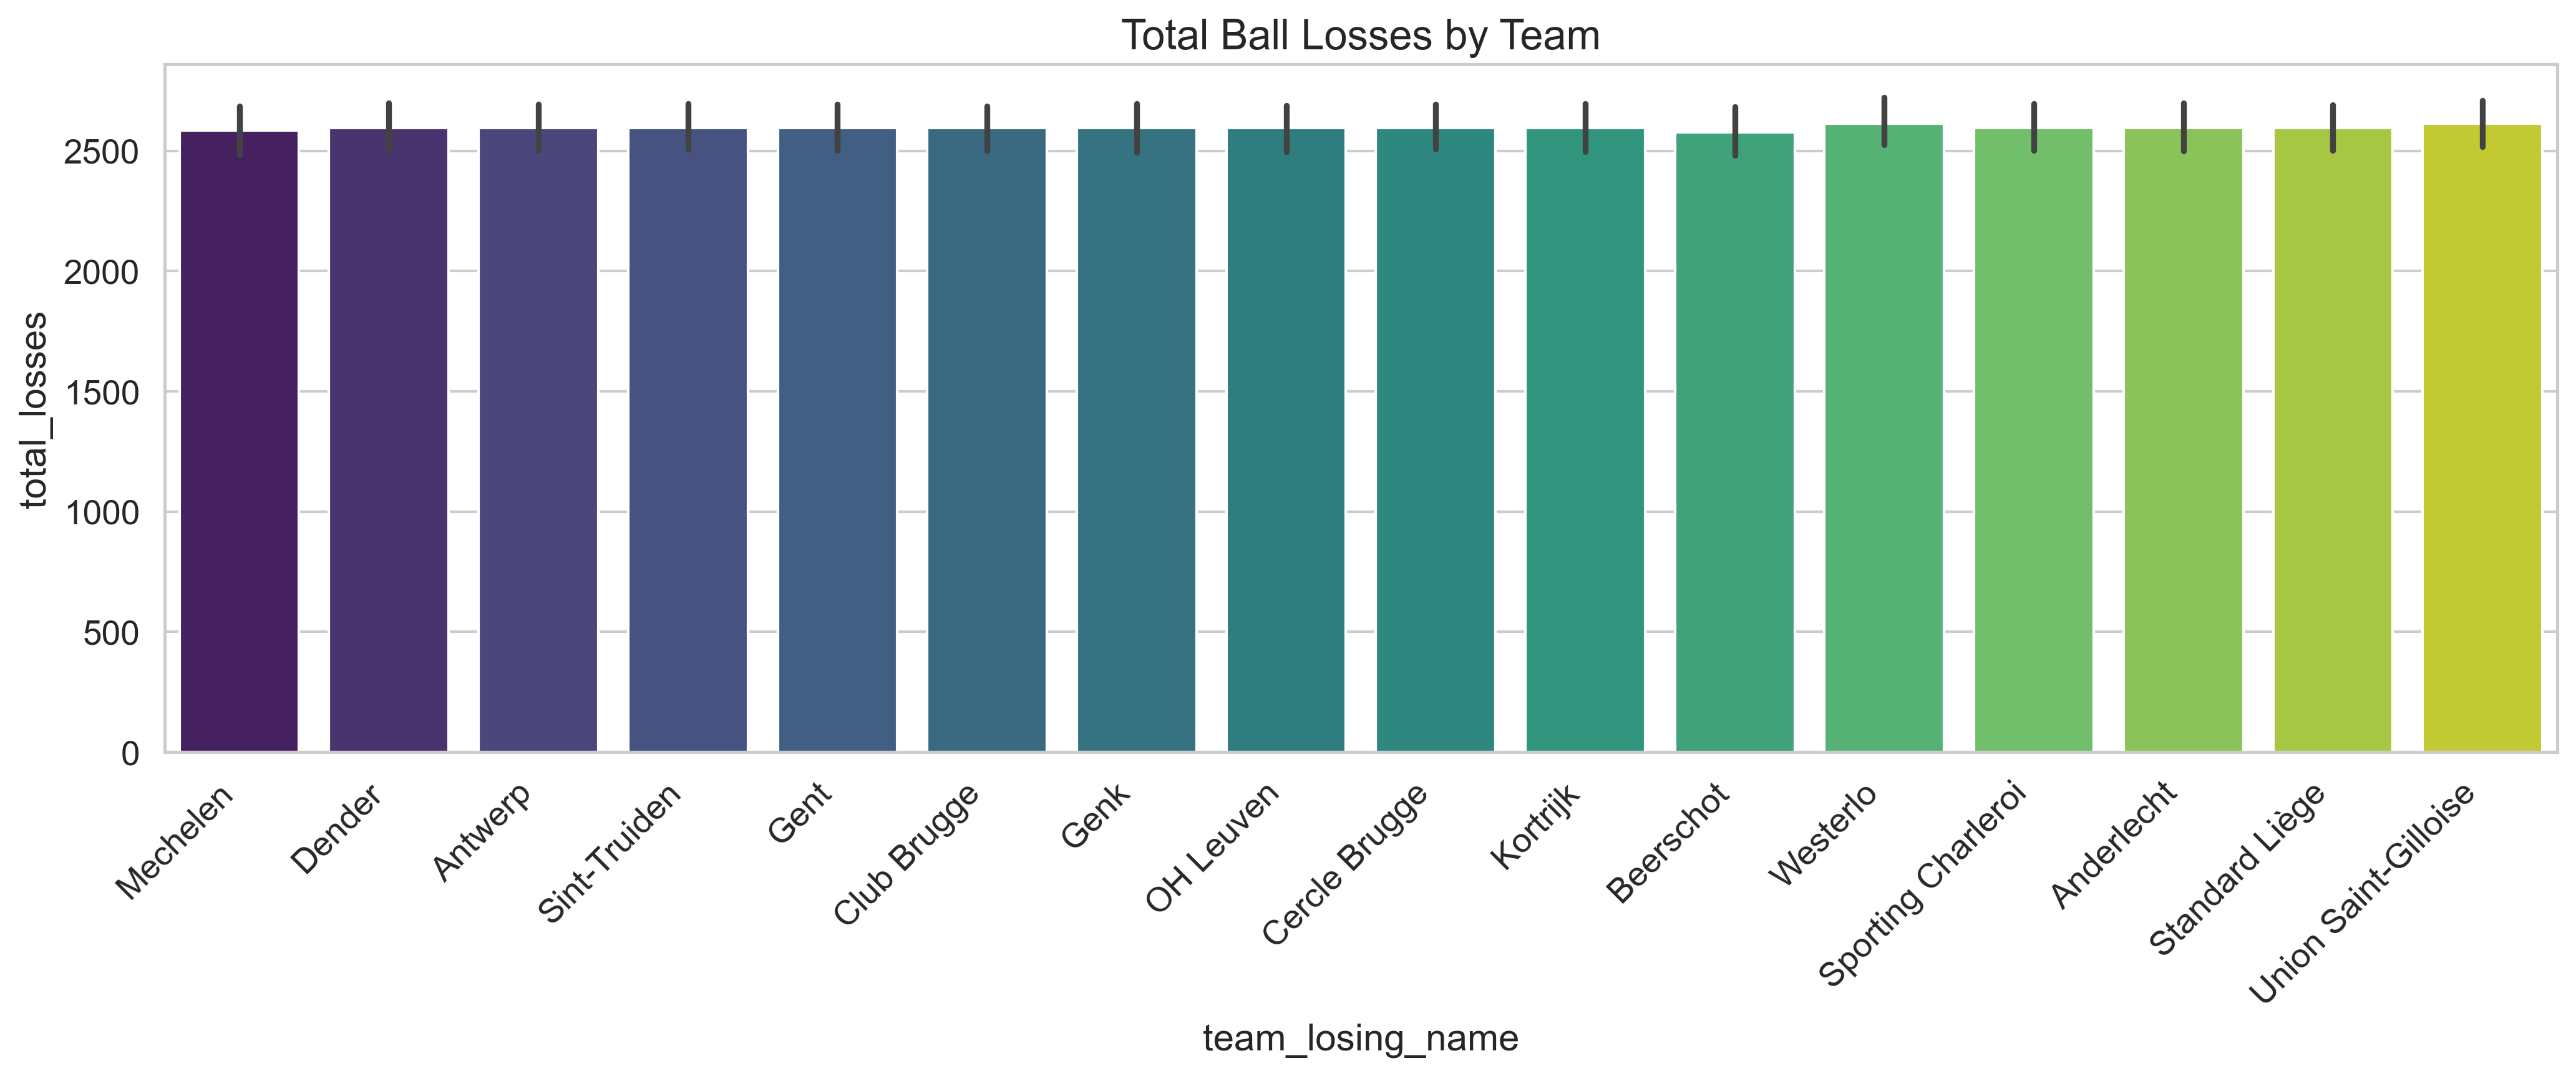 Total Ball Losses by Team
total_losses
2500
2000
1500
1000
500
0
Mechelen
Dender
Antwerp
Sint-Truiden
Gent
Club Brugge
Genk
OH Leuven
Cercle Brugge
Kortrijk
Beerschot
Westerlo
Sporting Charleroi
Anderlecht
Standard Liège
Union Saint-Gilloise
team_losing_name